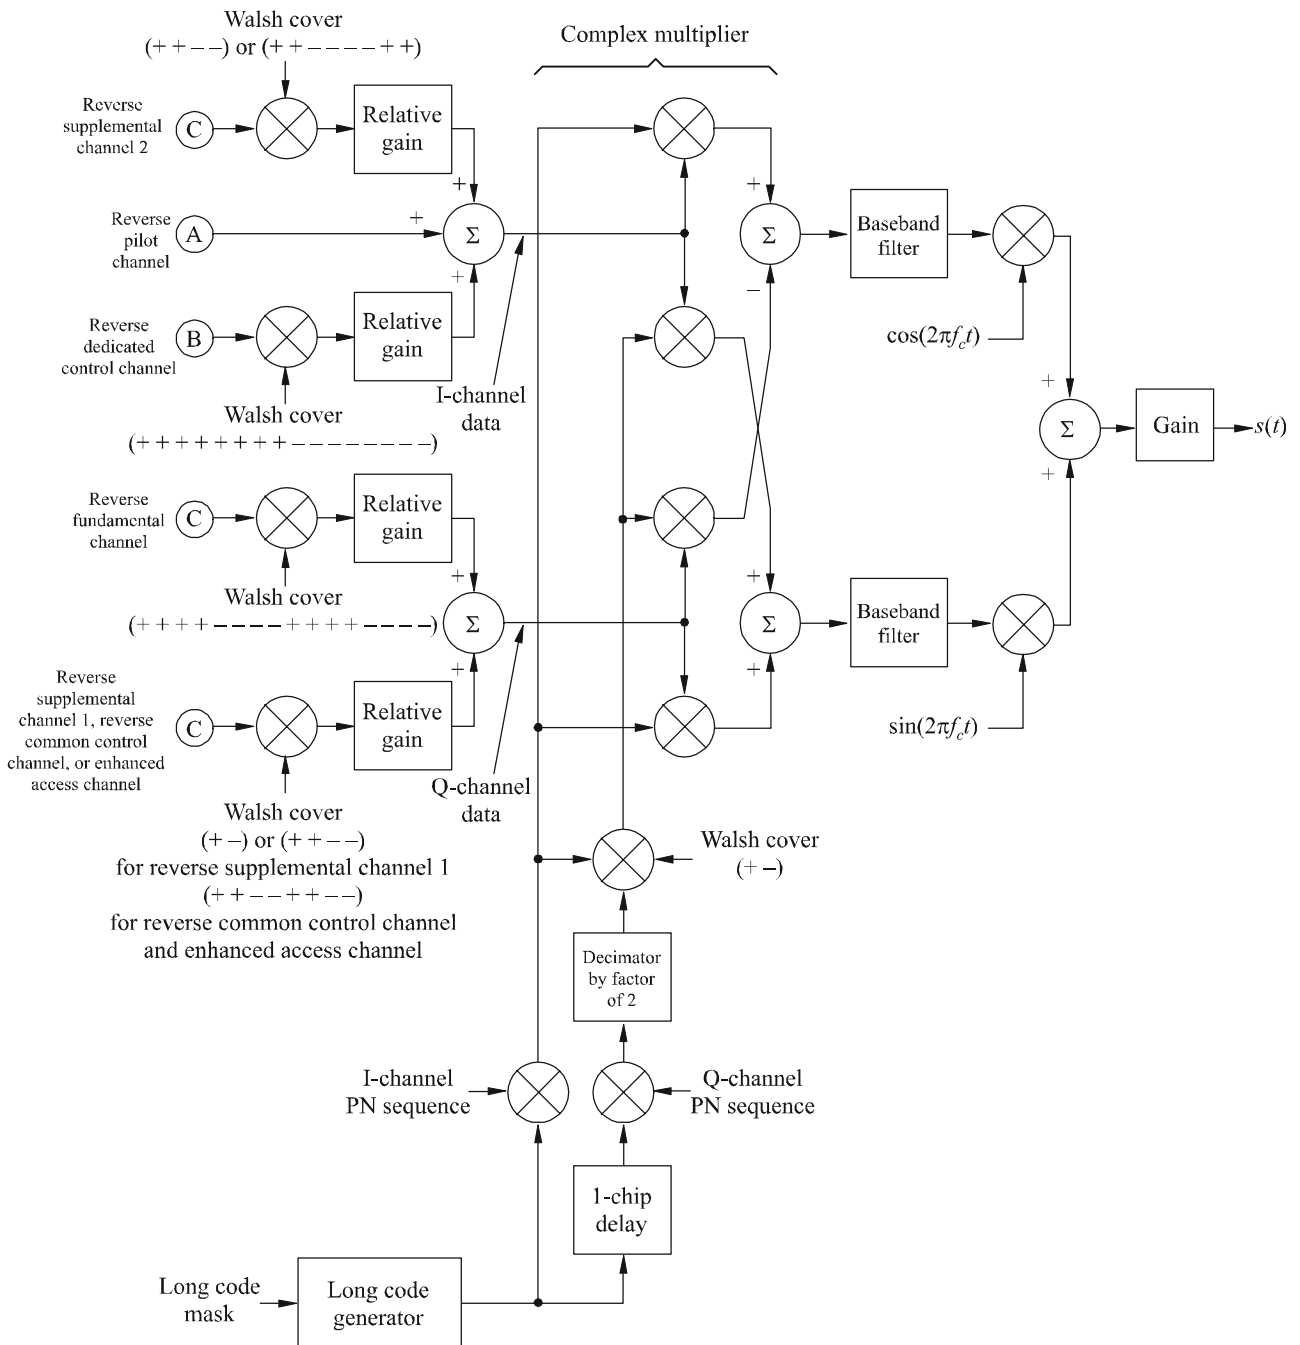 Walsh cover
(+ + – –) or (+ + – – – – + +)
Complex multiplier
Reverse
supplemental
channel 2
C
Relative
gain
+
+
Reverse
pilot
channel
A
+
Σ
Σ
Baseband
filter
–
Reverse
dedicated
control channel
B
Relative
gain
+
I-channel
data
cos(2πf_c t)
Walsh cover
(+ + + + + + + + – – – – – – – –)
+
Σ
Gain
s(t)
+
Reverse
fundamental
channel
C
Relative
gain
+
+
Walsh cover
(+ + + + – – – – + + + + – – – –)
Σ
Σ
Baseband
filter
+
+
Reverse
supplemental
channel 1, reverse
common control
channel, or enhanced
access channel
C
Relative
gain
Q-channel
data
sin(2πf_c t)
Walsh cover
(+ –) or (+ + – –)
for reverse supplemental channel 1
(+ + – – + + – –)
for reverse common control channel
and enhanced access channel
Walsh cover
(+ –)
Decimator
by factor
of 2
I-channel
PN sequence
Q-channel
PN sequence
1-chip
delay
Long code
mask
Long code
generator